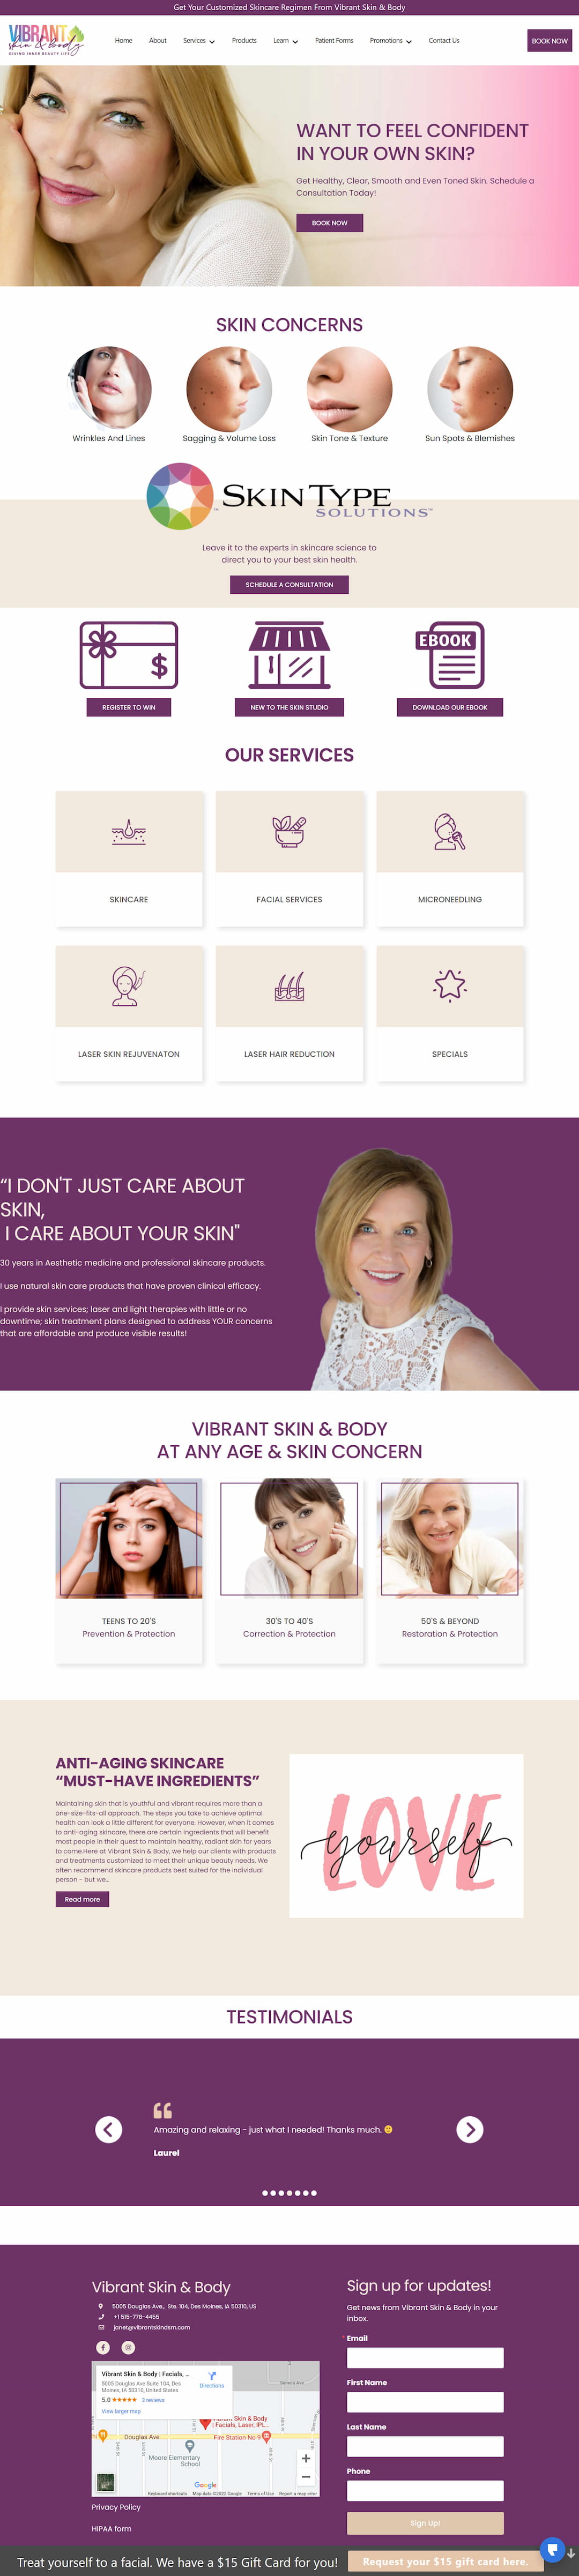 Get Your Customized Skincare Regimen From Vibrant Skin & Body
VIBRANT
Skin & Body
DIVING INNER BEAUTY LIFE
Home About Services Products Learn Patient Forms Promotions Contact Us
BOOK NOW
WANT TO FEEL CONFIDENT
IN YOUR OWN SKIN?
Get Healthy, Clear, Smooth and Even Toned Skin. Schedule a
Consultation Today!
BOOK NOW
SKIN CONCERNS
Wrinkles And Lines
Sagging & Volume Loss
Skin Tone & Texture
Sun Spots & Blemishes
SKIN TYPE
SOLUTIONS™
Leave it to the experts in skincare science to
direct you to your best skin health.
SCHEDULE A CONSULTATION
$
EBOOK
REGISTER TO WIN
NEW TO THE SKIN STUDIO
DOWNLOAD OUR EBOOK
OUR SERVICES
SKINCARE
FACIAL SERVICES
MICRONEEDLING
LASER SKIN REJUVENATON
LASER HAIR REDUCTION
SPECIALS
“I DON'T JUST CARE ABOUT
SKIN,
I CARE ABOUT YOUR SKIN"
30 years in Aesthetic medicine and professional skincare products.
I use natural skin care products that have proven clinical efficacy.
I provide skin services; laser and light therapies with little or no
downtime; skin treatment plans designed to address YOUR concerns
that are affordable and produce visible results!
VIBRANT SKIN & BODY
AT ANY AGE & SKIN CONCERN
TEENS TO 20'S
Prevention & Protection
30'S TO 40'S
Correction & Protection
50'S & BEYOND
Restoration & Protection
ANTI-AGING SKINCARE
“MUST-HAVE INGREDIENTS”
Maintaining skin that is youthful and vibrant requires more than a
one-size-fits-all approach. The steps you take to achieve optimal
health can look a little different for everyone. However, when it comes
to anti-aging skincare, there are certain ingredients that will benefit
most people in their quest to maintain healthy, radiant skin for years
to come.Here at Vibrant Skin & Body, we help our clients with products
and treatments customized to meet their unique beauty needs. We
often recommend skincare products best suited for the individual
person - but we...
Read more
LOVE
yourself
TESTIMONIALS
Amazing and relaxing - just what I needed! Thanks much. 🙂
Laurel
Vibrant Skin & Body
5005 Douglas Ave., Ste. 104, Des Moines, IA 50310, US
+1 515-778-4455
janet@vibrantskindsm.com
Vibrant Skin & Body | Facials, ...
5005 Douglas Ave Suite 104, Des
Moines, IA 50310, United States
5.0 ★★★★★ 3 reviews
View larger map
Directions
Vibrant Skin & Body
| Facials, Laser, IPL...
Douglas Ave
Fire Station No 9
Moore Elementary
School
Google
Keyboard shortcuts Map data ©2022 Google Terms of Use Report a map error
Privacy Policy
HIPAA form
Sign up for updates!
Get news from Vibrant Skin & Body in your
inbox.
* Email
First Name
Last Name
Phone
Sign Up!
Treat yourself to a facial. We have a $15 Gift Card for you!
Request your $15 gift card here.